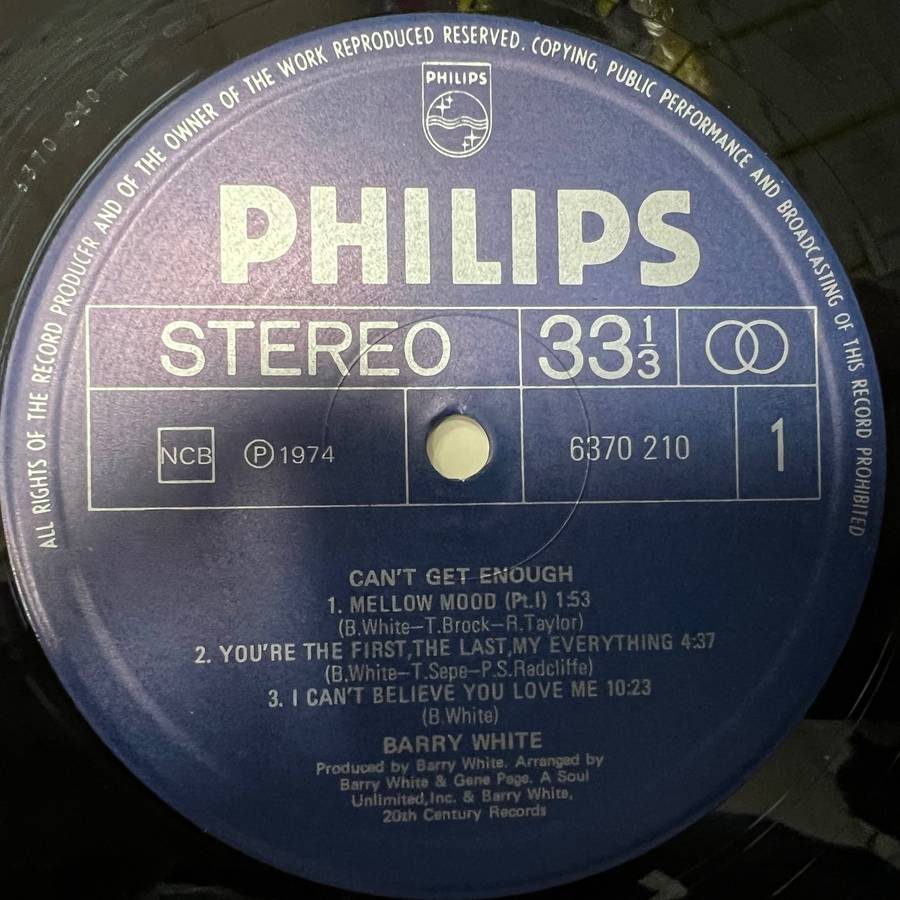 ALL RIGHTS OF THE RECORD PRODUCER AND OF THE OWNER OF THE WORK REPRODUCED RESERVED. COPYING, PUBLIC PERFORMANCE AND BROADCASTING OF THIS RECORD PROHIBITED
PHILIPS
PHILIPS
STEREO 33 1/3
NCB Ⓟ 1974 6370 210 1
CAN'T GET ENOUGH
1. MELLOW MOOD (Pt.I) 1:53
(B.White–T.Brock–R.Taylor)
2. YOU'RE THE FIRST,THE LAST,MY EVERYTHING 4:37
(B.White–T.Sepe–P.S.Radcliffe)
3. I CAN'T BELIEVE YOU LOVE ME 10:23
(B.White)
BARRY WHITE
Produced by Barry White. Arranged by
Barry White & Gene Page. A Soul
Unlimited,Inc. & Barry White,
20th Century Records